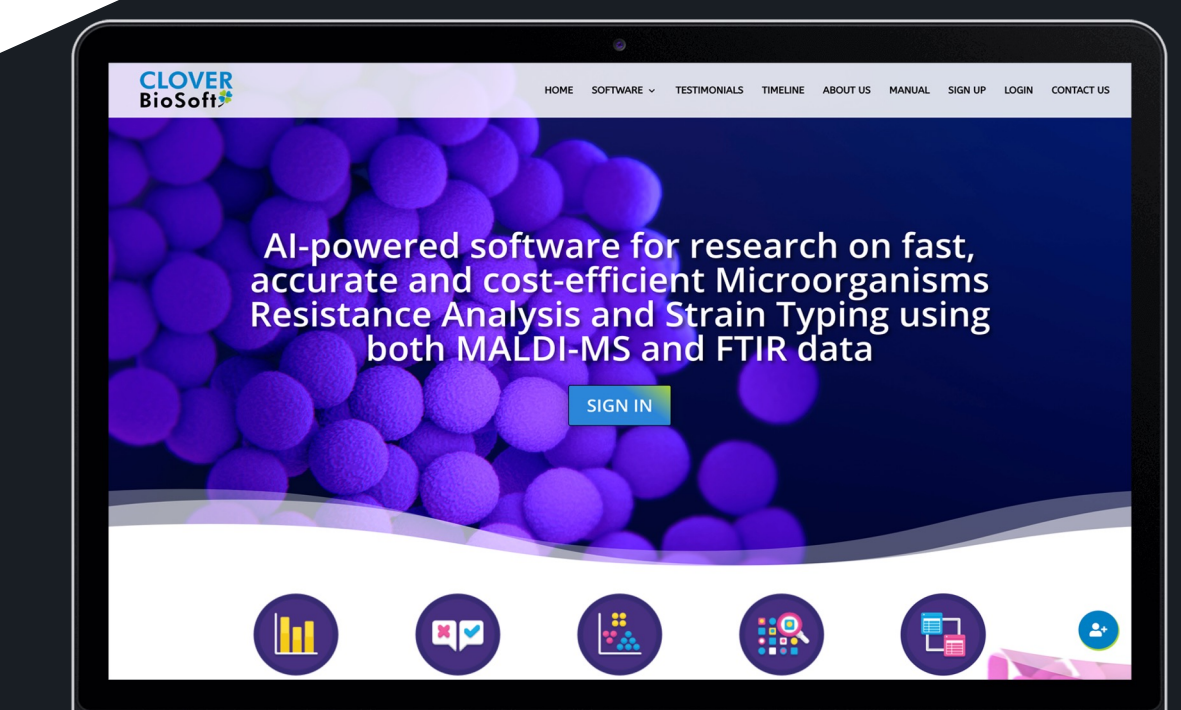 CLOVER
BioSoft
HOME SOFTWARE TESTIMONIALS TIMELINE ABOUT US MANUAL SIGN UP LOGIN CONTACT US
AI-powered software for research on fast,
accurate and cost-efficient Microorganisms
Resistance Analysis and Strain Typing using
both MALDI-MS and FTIR data
SIGN IN